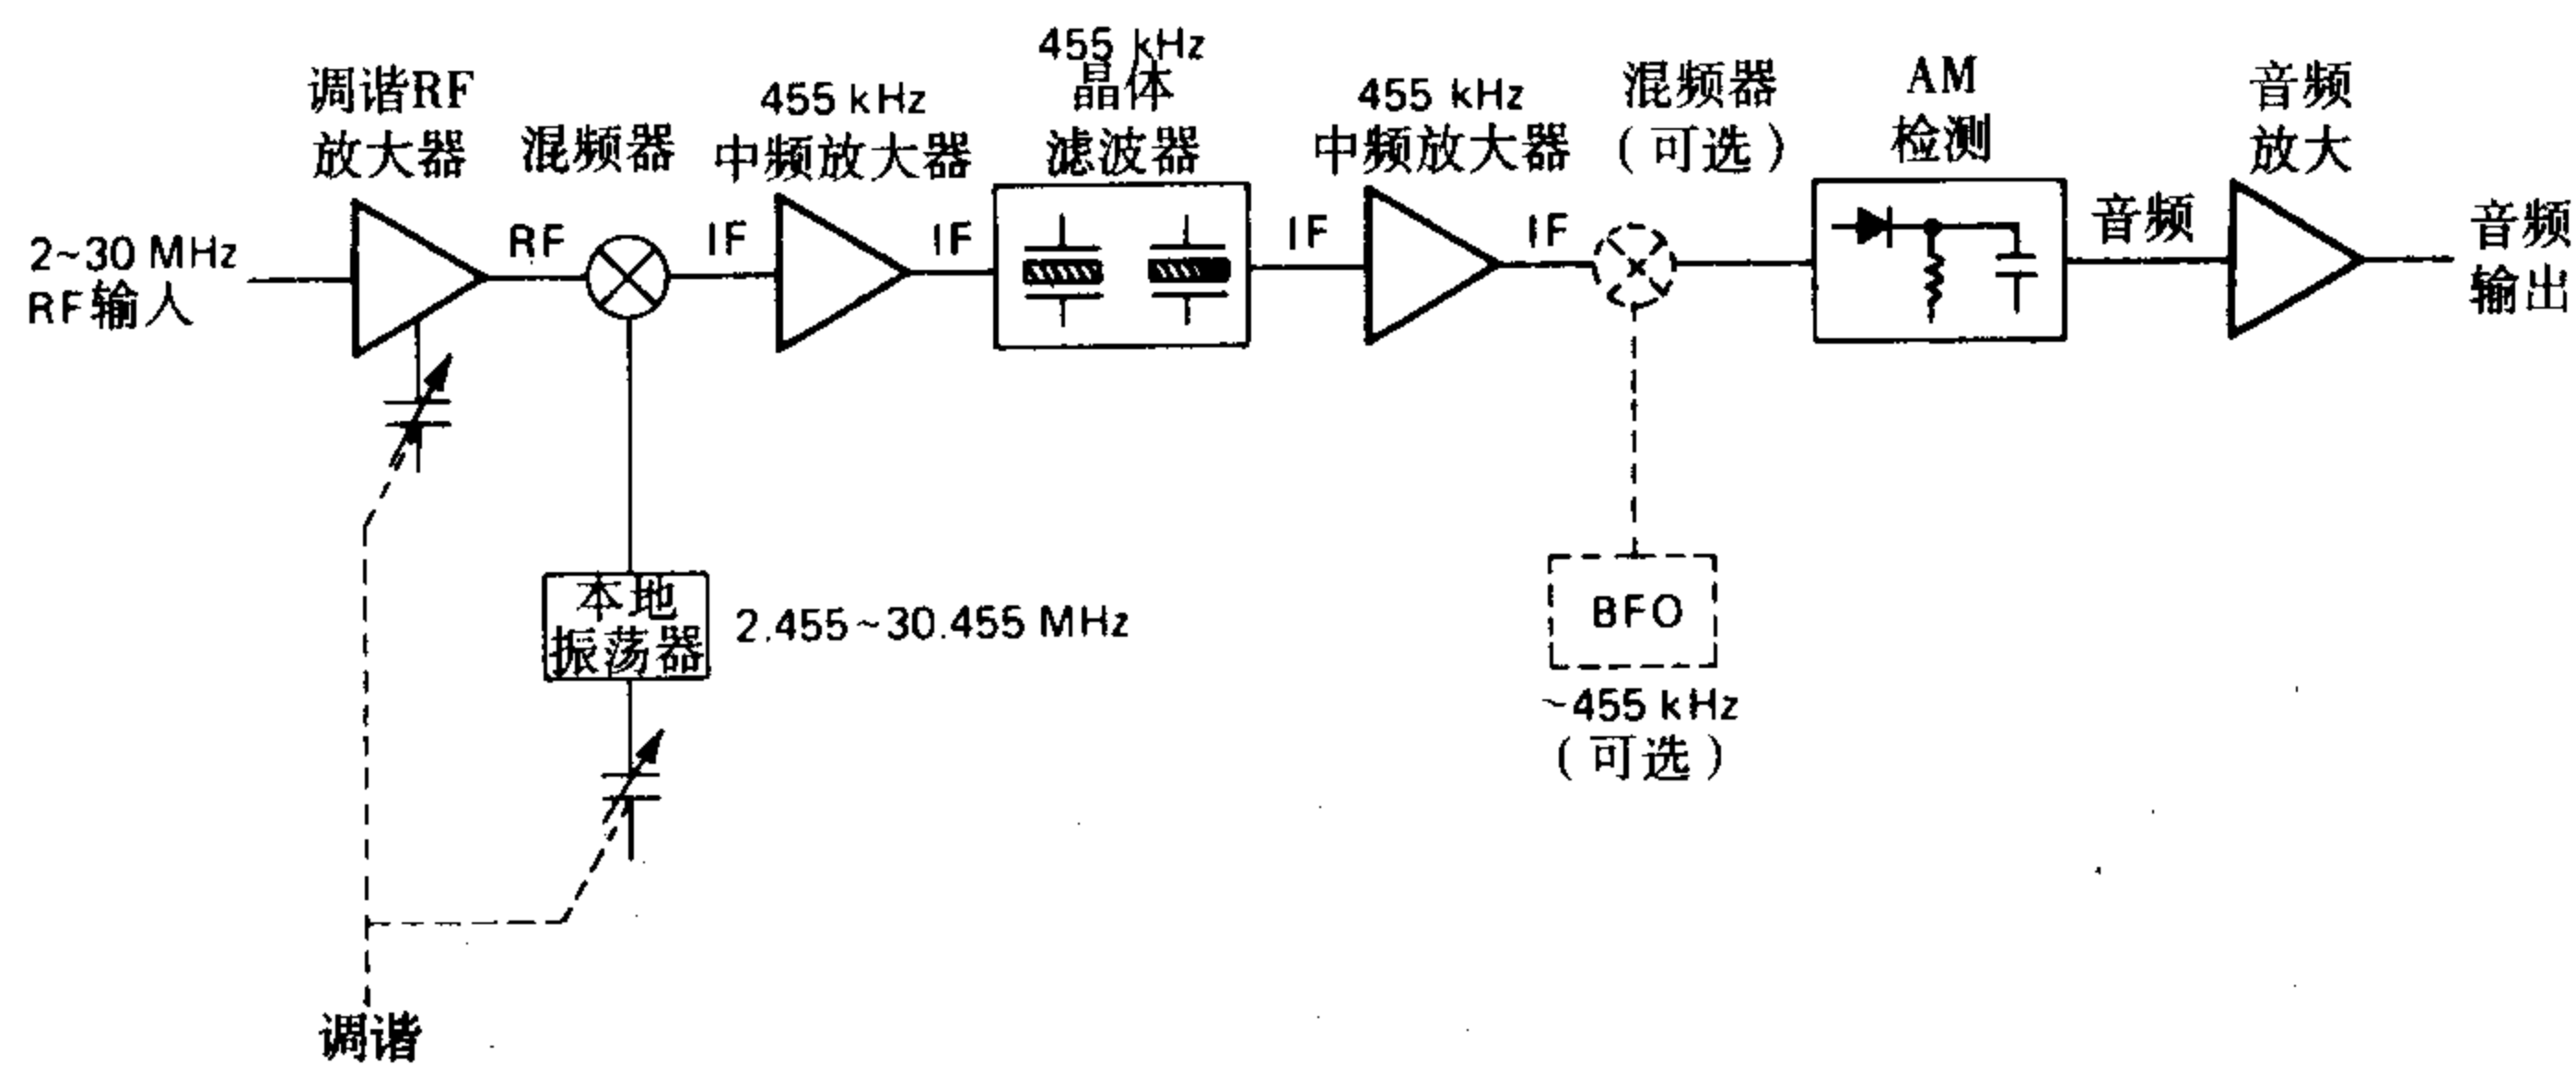 调谐RF
放大器
混频器
455 kHz
中频放大器
455 kHz
晶体
滤波器
455 kHz
中频放大器
混频器
(可选)
AM
检测
音频
放大
2~30 MHz
RF输人
RF
IF
IF
IF
IF
音频
音频
输出
本地
振荡器
2.455~30.455 MHz
BFO
~455 kHz
(可选)
调谐